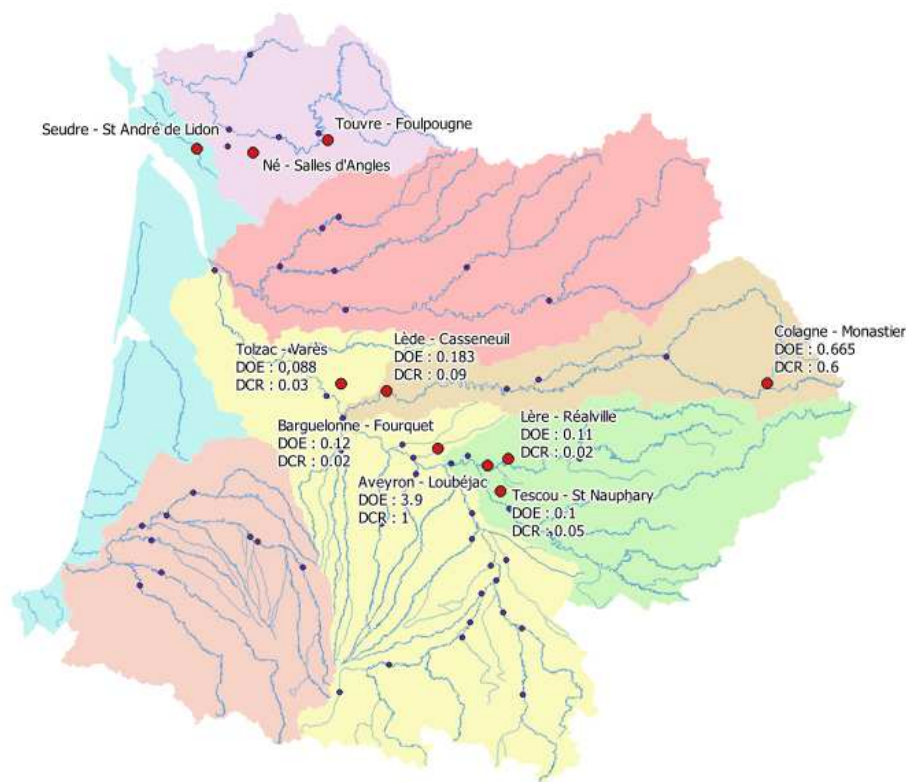 Seudre - St André de Lidon
Touvre - Foulpougne
Né - Salles d'Angles
Colagne - Monastier
DOE : 0.665
DCR : 0.6
Lède - Casseneuil
DOE : 0.183
DCR : 0.09
Tolzac - Varès
DOE : 0,088
DCR : 0.03
Barguelonne - Fourquet
DOE : 0.12
DCR : 0.02
Lère - Réalville
DOE : 0.11
DCR : 0.02
Aveyron - Loubéjac
DOE : 3.9
DCR : 1
Tescou - St Nauphary
DOE : 0.1
DCR : 0.05